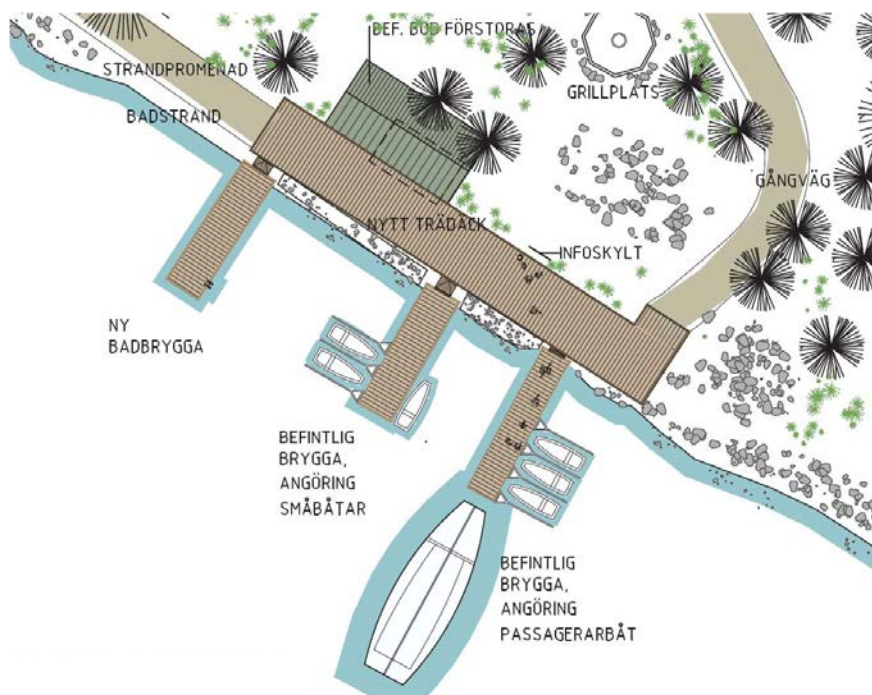 BEF. BOD FÖRSTORAS
STRANDPROMENAD
GRILLPLATS
BADSTRAND
GÅNGVÄG
NYTT TRÄDÄCK
INFOSKYLT
NY
BADBRYGGA
BEFINTLIG
BRYGGA,
ANGÖRING
SMÅBÅTAR
BEFINTLIG
BRYGGA,
ANGÖRING
PASSAGERARBÅT